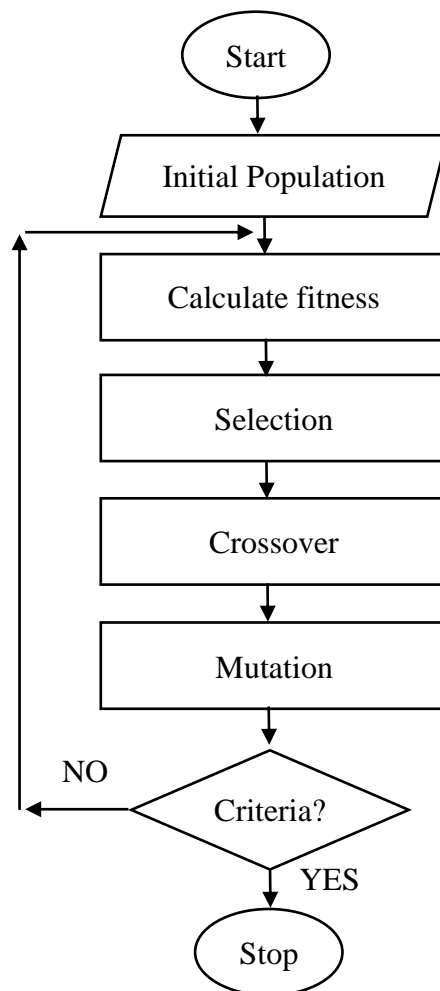 Start
Initial Population
Calculate fitness
Selection
Crossover
Mutation
NO
Criteria?
YES
Stop